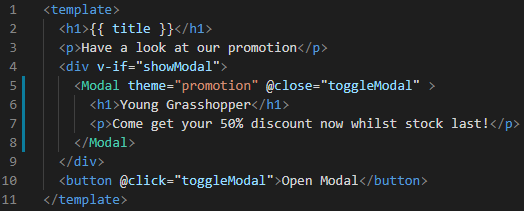 1 <template>
2   <h1>{{ title }}</h1>
3   <p>Have a look at our promotion</p>
4   <div v-if="showModal">
5     <Modal theme="promotion" @close="toggleModal" >
6       <h1>Young Grasshopper</h1>
7       <p>Come get your 50% discount now whilst stock last!</p>
8     </Modal>
9   </div>
10   <button @click="toggleModal">Open Modal</button>
11 </template>